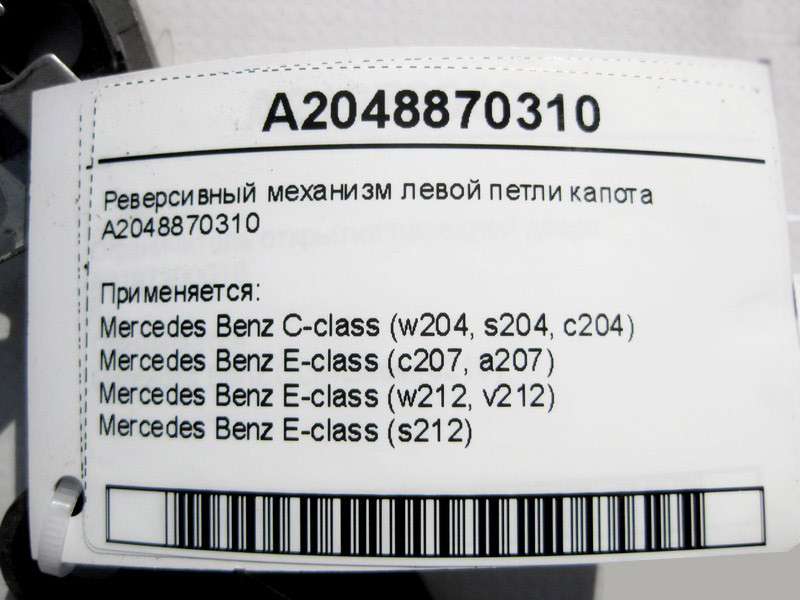 A2048870310
Реверсивный механизм левой петли капота
A2048870310
Применяется:
Mercedes Benz C-class (w204, s204, c204)
Mercedes Benz E-class (c207, a207)
Mercedes Benz E-class (w212, v212)
Mercedes Benz E-class (s212)